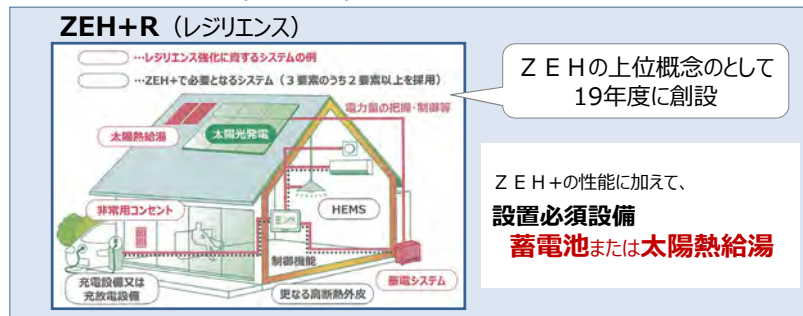 ZEH+R（レジリエンス）
…レジリエンス強化に資するシステムの例
…ZEH+で必要となるシステム（3要素のうち2要素以上を採用）
電力量の把握・制御等
太陽熱給湯
太陽光発電
非常用コンセント
HEMS
制御機能
充電設備又は
充放電設備
更なる高断熱外皮
蓄電システム
ＺＥＨの上位概念のとして
19年度に創設
ＺＥＨ+の性能に加えて、
設置必須設備
蓄電池または太陽熱給湯